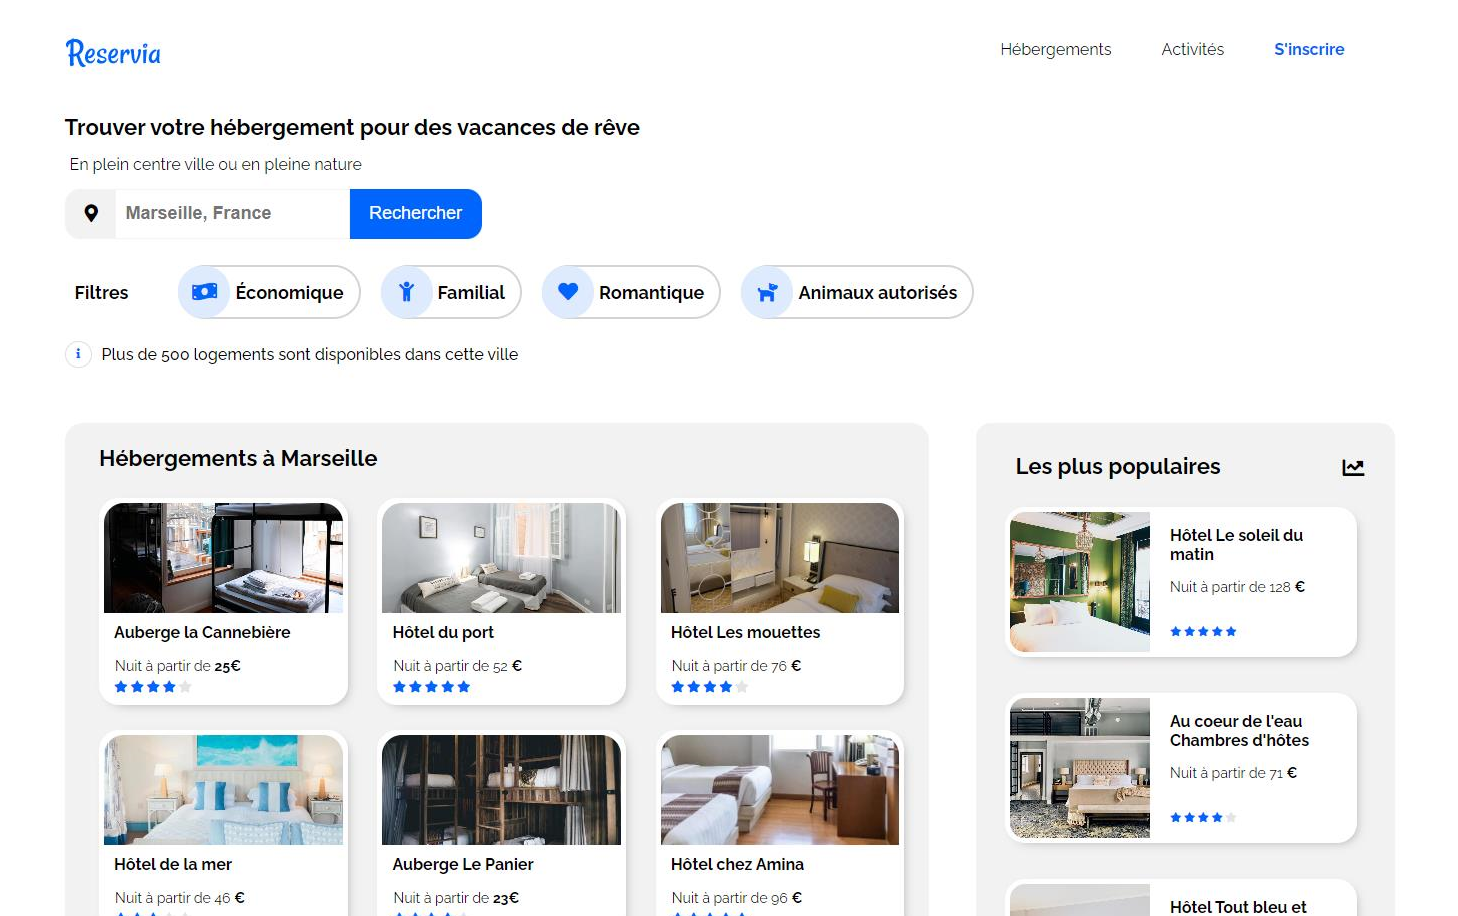 Reservia
Hébergements
Activités
S'inscrire
Trouver votre hébergement pour des vacances de rêve
En plein centre ville ou en pleine nature
Marseille, France
Rechercher
Filtres
Économique
Familial
Romantique
Animaux autorisés
Plus de 500 logements sont disponibles dans cette ville
Hébergements à Marseille
Auberge la Cannebière
Nuit à partir de 25€
Hôtel du port
Nuit à partir de 52 €
Hôtel Les mouettes
Nuit à partir de 76 €
Hôtel de la mer
Nuit à partir de 46 €
Auberge Le Panier
Nuit à partir de 23€
Hôtel chez Amina
Nuit à partir de 96 €
Les plus populaires
Hôtel Le soleil du
matin
Nuit à partir de 128 €
Au coeur de l'eau
Chambres d'hôtes
Nuit à partir de 71 €
Hôtel Tout bleu et